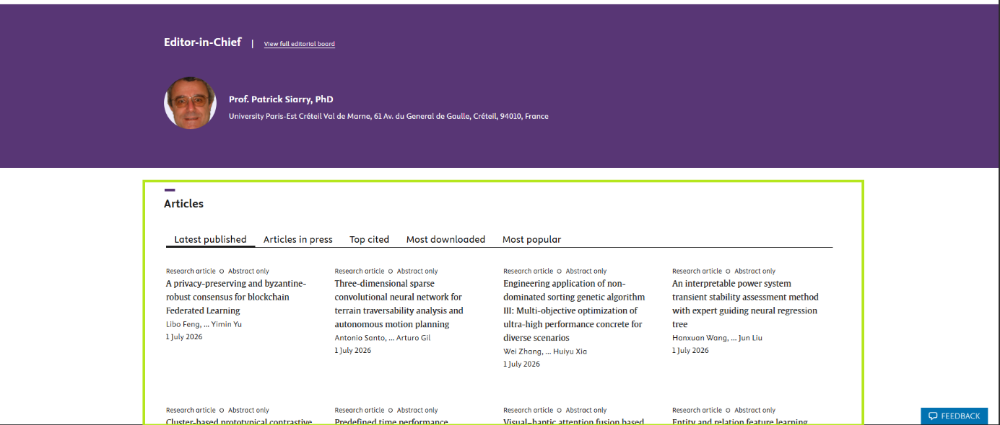 Editor-in-Chief | View full editorial board
Prof. Patrick Siarry, PhD
University Paris-Est Créteil Val de Marne, 61 Av. du General de Gaulle, Créteil, 94010, France
Articles
Latest published Articles in press Top cited Most downloaded Most popular
Research article Abstract only
A privacy-preserving and byzantine-
robust consensus for blockchain
Federated Learning
Libo Feng, ... Yimin Yu
1 July 2026
Research article Abstract only
Three-dimensional sparse
convolutional neural network for
terrain traversability analysis and
autonomous motion planning
Antonio Santo, ... Arturo Gil
1 July 2026
Research article Abstract only
Engineering application of non-
dominated sorting genetic algorithm
III: Multi-objective optimization of
ultra-high performance concrete for
diverse scenarios
Wei Zhang, ... Huiyu Xia
1 July 2026
Research article Abstract only
An interpretable power system
transient stability assessment method
with expert guiding neural regression
tree
Hanxuan Wang, ... Jun Liu
1 July 2026
Research article Abstract only
Cluster-based prototypical contrastive
Research article Abstract only
Predefined time performance
Research article Abstract only
Visual–haptic attention fusion based
Research article Abstract only
Entity and relation feature learning
FEEDBACK